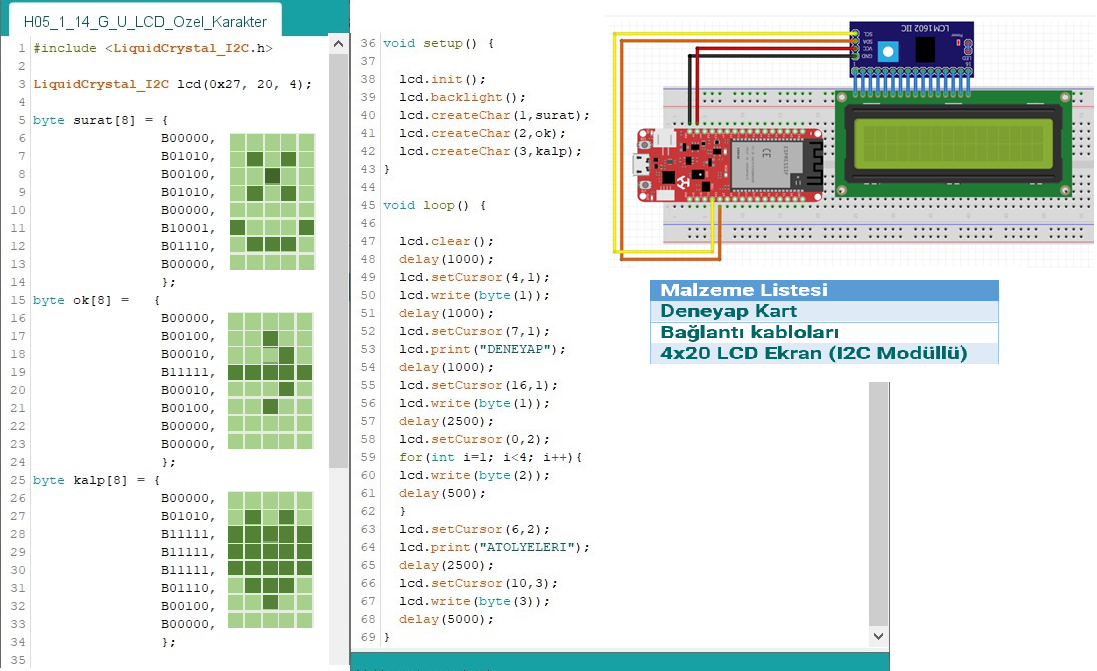 H05_1_14_G_U_LCD_Ozel_Karakter
1 #include <LiquidCrystal_I2C.h>
2
3 LiquidCrystal_I2C lcd(0x27, 20, 4);
4
5 byte surat[8] = {
6 B00000,
7 B01010,
8 B00100,
9 B01010,
10 B00000,
11 B10001,
12 B01110,
13 B00000,
14 };
15 byte ok[8] = {
16 B00000,
17 B00100,
18 B00010,
19 B11111,
20 B00010,
21 B00100,
22 B00000,
23 B00000,
24 };
25 byte kalp[8] = {
26 B00000,
27 B01010,
28 B11111,
29 B11111,
30 B11111,
31 B01110,
32 B00100,
33 B00000,
34 };
35
36 void setup() {
37
38 lcd.init();
39 lcd.backlight();
40 lcd.createChar(1,surat);
41 lcd.createChar(2,ok);
42 lcd.createChar(3,kalp);
43 }
44
45 void loop() {
46
47 lcd.clear();
48 delay(1000);
49 lcd.setCursor(4,1);
50 lcd.write(byte(1));
51 delay(1000);
52 lcd.setCursor(7,1);
53 lcd.print("DENEYAP");
54 delay(1000);
55 lcd.setCursor(16,1);
56 lcd.write(byte(1));
57 delay(2500);
58 lcd.setCursor(0,2);
59 for(int i=1; i<4; i++){
60 lcd.write(byte(2));
61 delay(500);
62 }
63 lcd.setCursor(6,2);
64 lcd.print("ATOLYELERI");
65 delay(2500);
66 lcd.setCursor(10,3);
67 lcd.write(byte(3));
68 delay(5000);
69 }
LCM1602 IIC
SCL
SDA
VCC
GND
Power
LED
CE
Malzeme Listesi
Deneyap Kart
Bağlantı kabloları
4x20 LCD Ekran (I2C Modüllü)